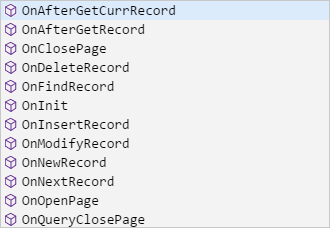 OnAfterGetCurrRecord
OnAfterGetRecord
OnClosePage
OnDeleteRecord
OnFindRecord
OnInit
OnInsertRecord
OnModifyRecord
OnNewRecord
OnNextRecord
OnOpenPage
OnQueryClosePage